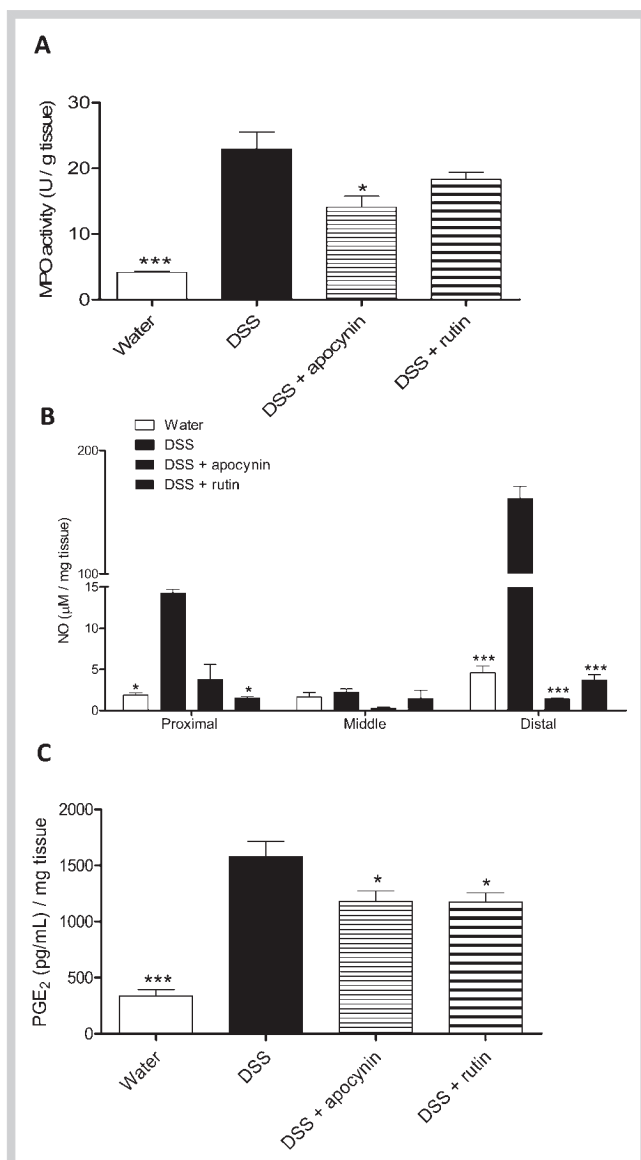 A
MPO activity (U / g tissue)
30
20
10
0
***
*
Water
DSS
DSS + apocynin
DSS + rutin
B
Water
DSS
DSS + apocynin
DSS + rutin
NO (µM / mg tissue)
200
100
15
10
5
0
*
*
***
***
***
Proximal
Middle
Distal
C
PGE₂ (pg/mL) / mg tissue
2000
1500
1000
500
0
***
*
*
Water
DSS
DSS + apocynin
DSS + rutin